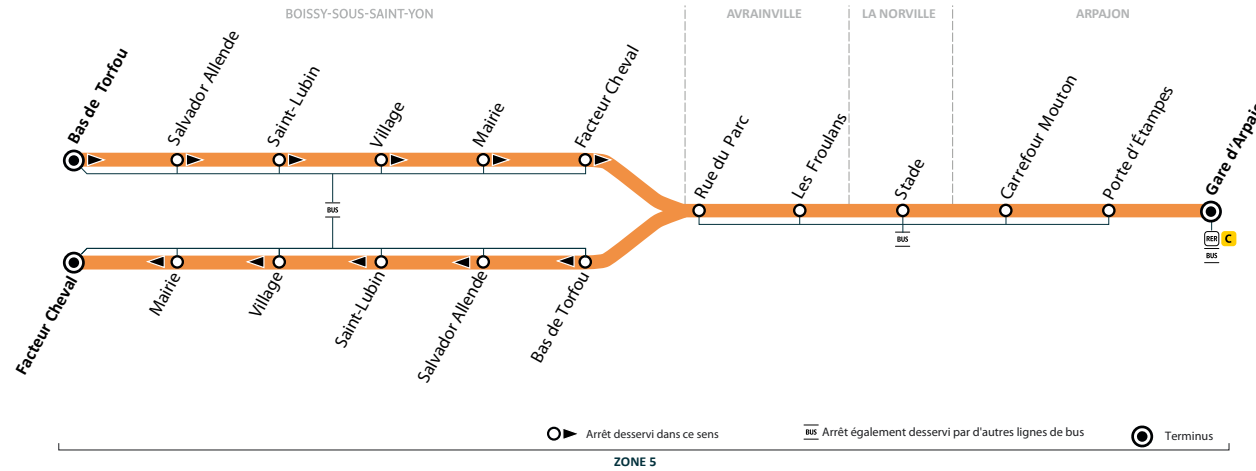 BOISSY-SOUS-SAINT-YON
AVRAINVILLE
LA NORVILLE
ARPAJON
Bas de Torfou
Salvador Allende
Saint-Lubin
Village
Mairie
Facteur Cheval
Rue du Parc
Les Froulans
Stade
Carrefour Mouton
Porte d'Étampes
Gare d'Arpajo
BUS
BUS
RER C
BUS
Facteur Cheval
Mairie
Village
Saint-Lubin
Salvador Allende
Bas de Torfou
Arrêt desservi dans ce sens
BUS Arrêt également desservi par d'autres lignes de bus
Terminus
ZONE 5